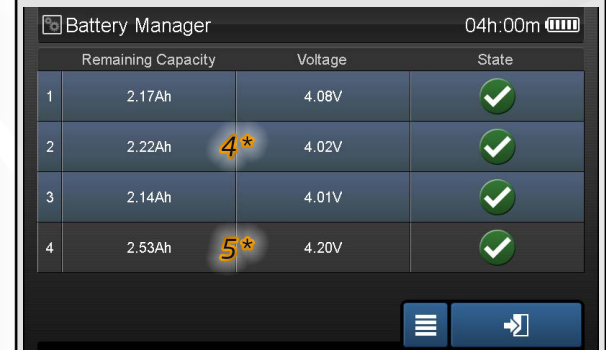 Battery Manager 04h:00m
Remaining Capacity Voltage State
1 2.17Ah 4.08V
2 2.22Ah 4* 4.02V
3 2.14Ah 4.01V
4 2.53Ah 5* 4.20V